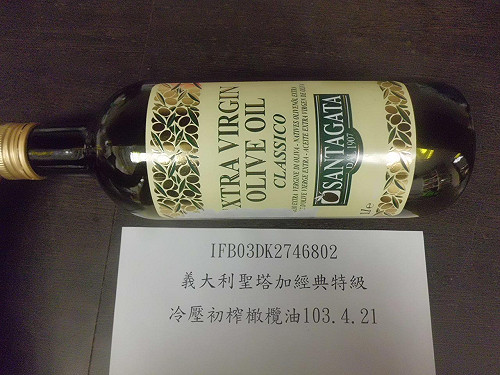 XTRA VIRGIN
OLIVE OIL
CLASSICO
SANTAGATA
1907
IFB03DK2746802
義大利聖塔加經典特級
冷壓初榨橄欖油103.4.21